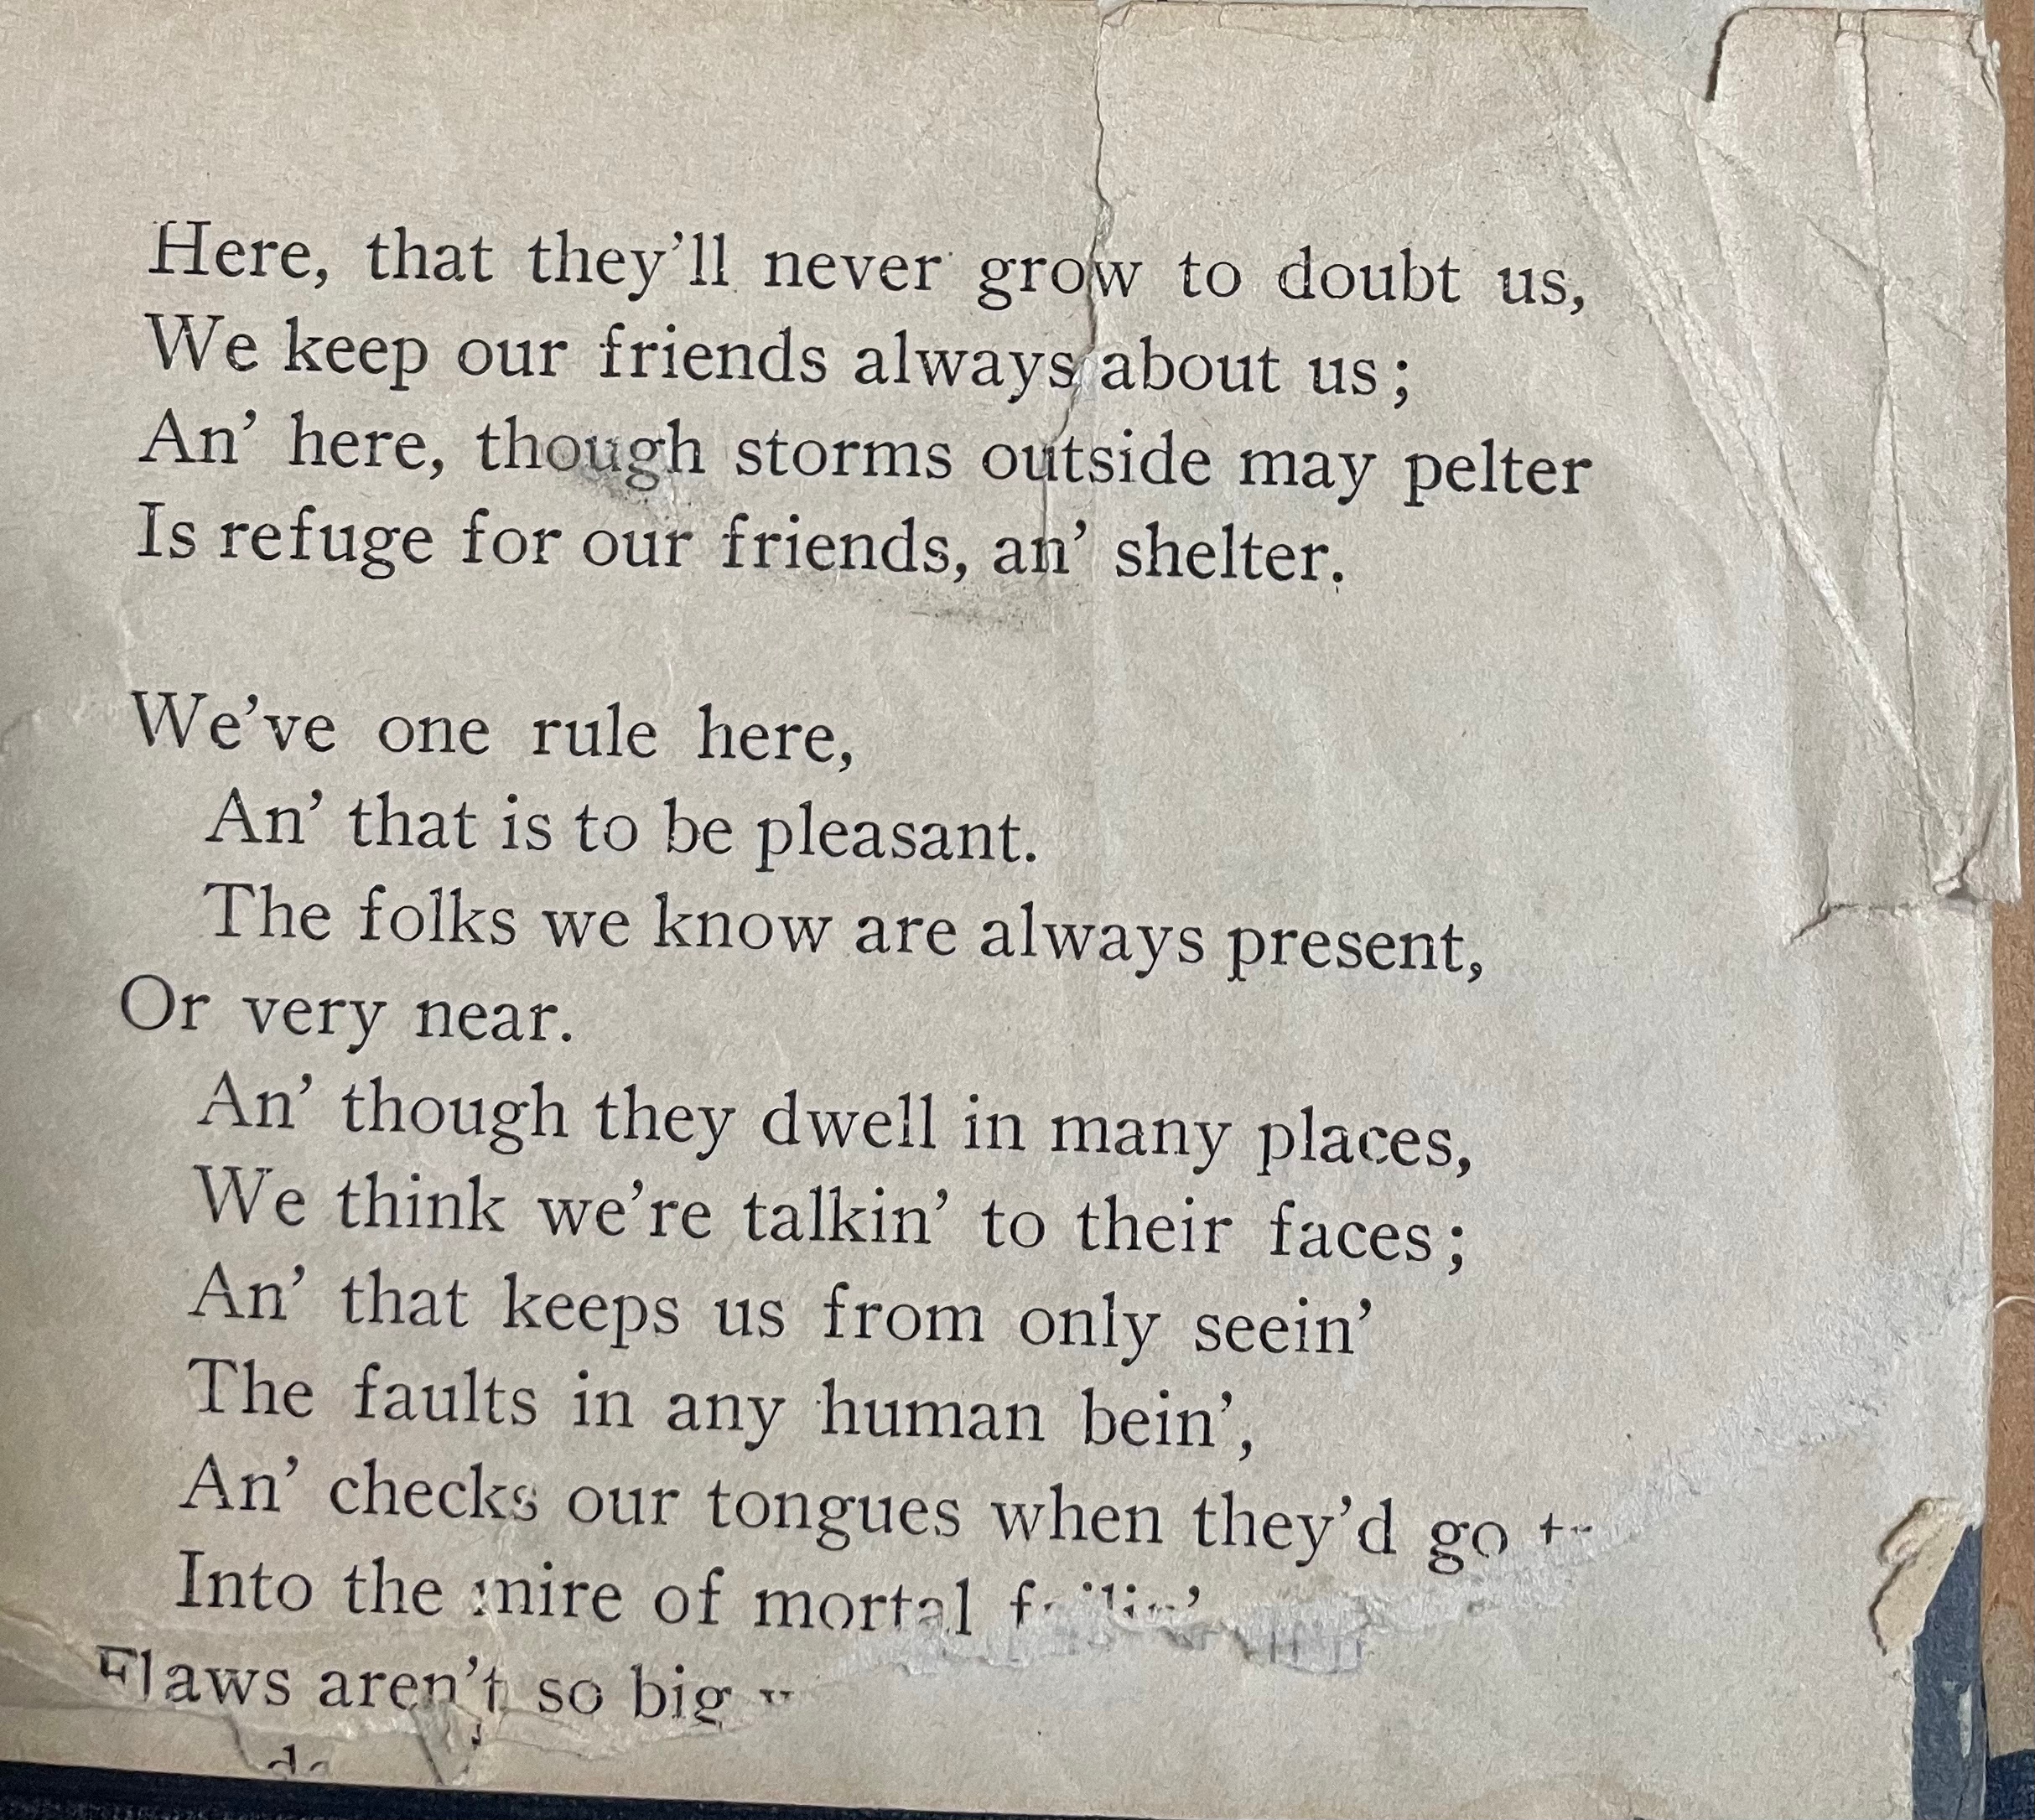 Here, that they'll never grow to doubt us,
We keep our friends always about us;
An' here, though storms outside may pelter
Is refuge for our friends, an' shelter.
We've one rule here,
An' that is to be pleasant.
The folks we know are always present,
Or very near.
An' though they dwell in many places,
We think we're talkin' to their faces;
An' that keeps us from only seein'
The faults in any human bein',
An' checks our tongues when they'd go
Into the mire of mortal
Flaws aren't so big